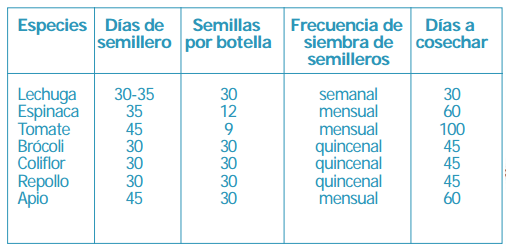 Especies Días de semillero Semillas por botella Frecuencia de siembra de semilleros Días a cosechar
Lechuga 30-35 30 semanal 30
Espinaca 35 12 mensual 60
Tomate 45 9 mensual 100
Brócoli 30 30 quincenal 45
Coliflor 30 30 quincenal 45
Repollo 30 30 quincenal 45
Apio 45 30 mensual 60